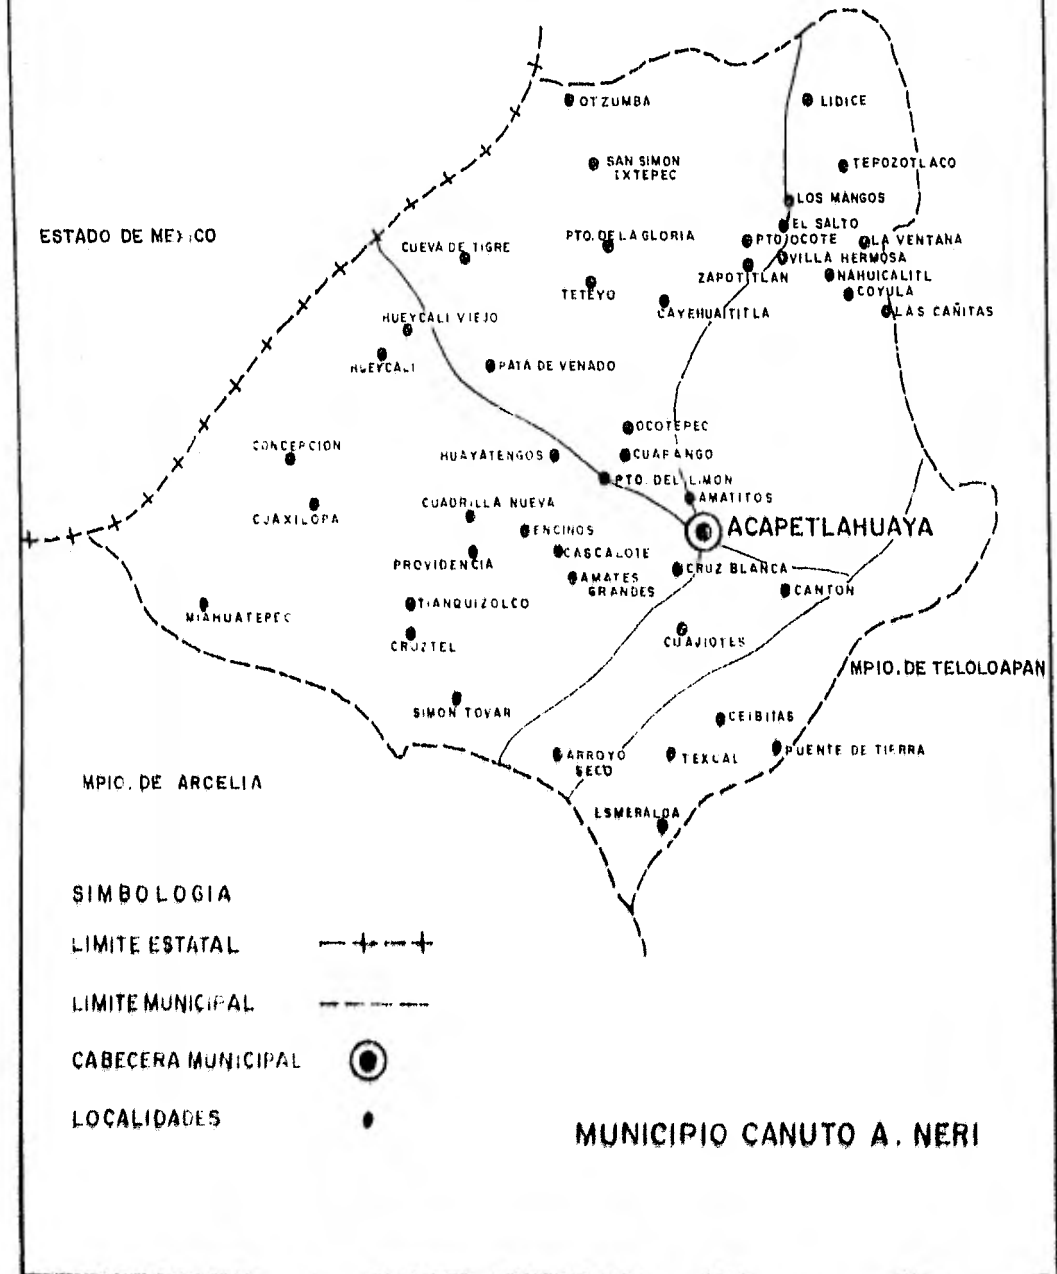 OTZUMBA
LIDICE
SAN SIMON
IXTEPEC
TEPOZOTLACO
LOS MANGOS
EL SALTO
ESTADO DE MEXICO
CUEVA DE TIGRE
PTO. DE LA GLORIA
PTO. OCOTE
LA VENTANA
VILLA HERMOSA
ZAPOTITLAN
NAHUICALITL
TETEYO
COYULA
CAYEHUATITLA
LAS CAÑITAS
HUEYCALI VIEJO
HUEYCALI
PATA DE VENADO
OCOTEPEC
CONCEPCION
HUAYATENGOS
PTO. DEL LIMON
AMATITOS
CUADRILLA NUEVA
CUAXILOPA
ENCINOS
ACAPETLAHUAYA
CASCALOTE
PROVIDENCIA
CRUZ BLANCA
AMATES
GRANDES
CANTON
TIANQUIZOLCO
MIAHUATEPEC
CRUZTEL
CUAJIOTES
MPIO. DE TELOLOAPAN
SIMON TOVAR
CEIBITAS
ARROYO
SECO
TEXCAL
PUENTE DE TIERRA
MPIO. DE ARCELIA
ESMERALDA
SIMBOLOGIA
LIMITE ESTATAL
LIMITE MUNICIPAL
CABECERA MUNICIPAL
LOCALIDADES
MUNICIPIO CANUTO A. NERI